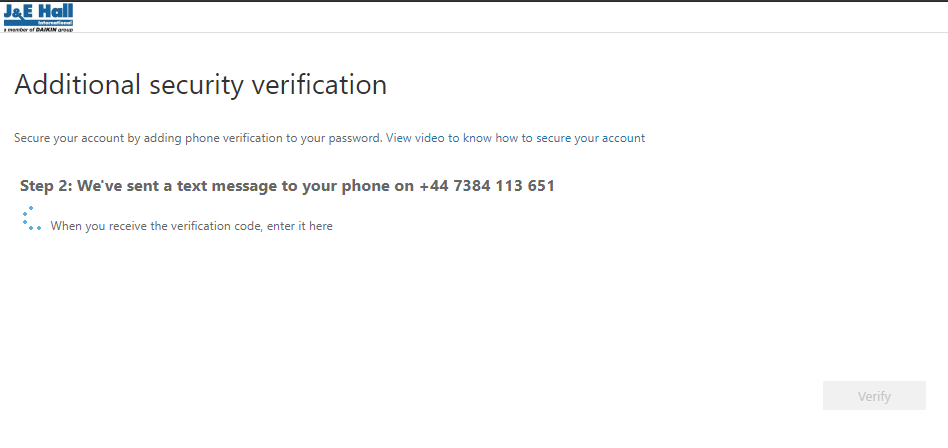 J&E Hall
International
a member of DAIKIN group
Additional security verification
Secure your account by adding phone verification to your password. View video to know how to secure your account
Step 2: We've sent a text message to your phone on +44 7384 113 651
When you receive the verification code, enter it here
Verify